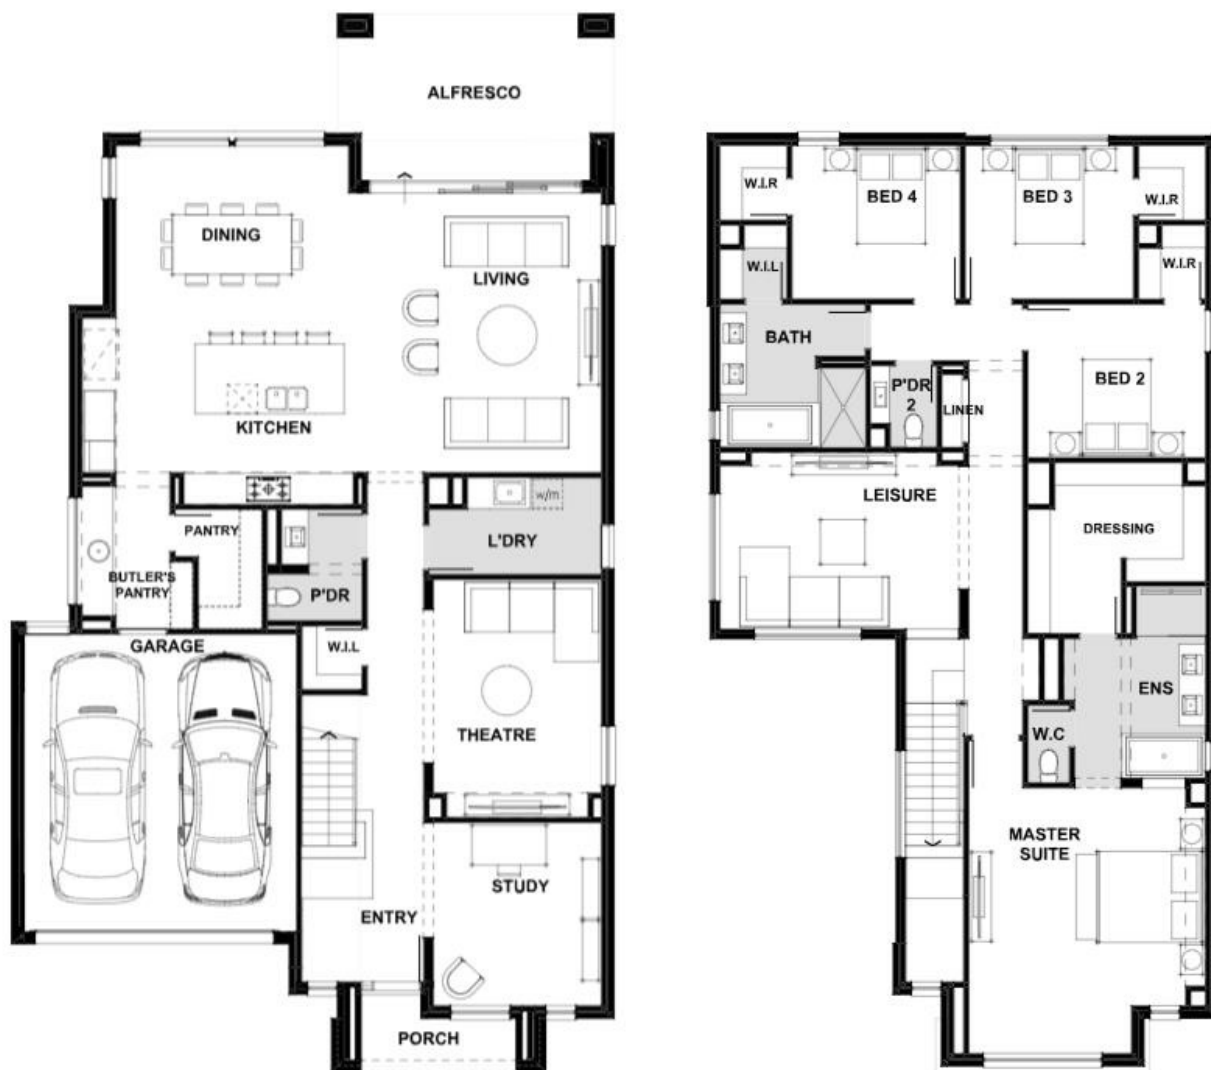 ALFRESCO
DINING
LIVING
KITCHEN
PANTRY
w/m
L'DRY
BUTLER'S
PANTRY
P'DR
GARAGE
W.I.L
THEATRE
STUDY
ENTRY
PORCH
W.I.R
BED 4
BED 3
W.I.R
W.I.L
W.I.R
BATH
P'DR
2
LINEN
BED 2
LEISURE
DRESSING
ENS
W.C
MASTER
SUITE